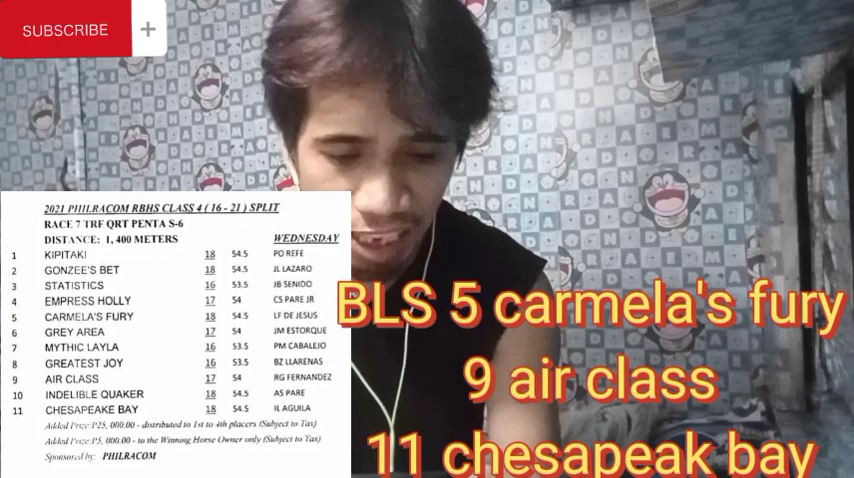 SUBSCRIBE
2021 PHILRACOM RBHS CLASS 4 ( 16 - 21 ) SPLIT
RACE 7 TRF QRT PENTA S-6
DISTANCE: 1, 400 METERS WEDNESDAY
1 KIPITAKI 18 54.5 PO REFE
2 GONZEE'S BET 18 54.5 JL LAZARO
3 STATISTICS 16 53.5 JB SENIDO
4 EMPRESS HOLLY 17 54 CS PARE JR
5 CARMELA'S FURY 18 54.5 LF DE JESUS
6 GREY AREA 17 54 JM ESTORQUE
7 MYTHIC LAYLA 16 53.5 PM CABALEJO
8 GREATEST JOY 16 53.5 BZ LLARENAS
9 AIR CLASS 17 54 RG FERNANDEZ
10 INDELIBLE QUAKER 18 54.5 AS PARE
11 CHESAPEAKE BAY 18 54.5 IL AGUILA
Added Prize:P25, 000.00 - distributed to 1st to 4th placers (Subject to Tax)
Added Prize:P5, 000.00 - to the Winning Horse Owner only (Subject to Tax)
Sponsored by: PHILRACOM
BLS 5 carmela's fury
9 air class
11 chesapeak bay